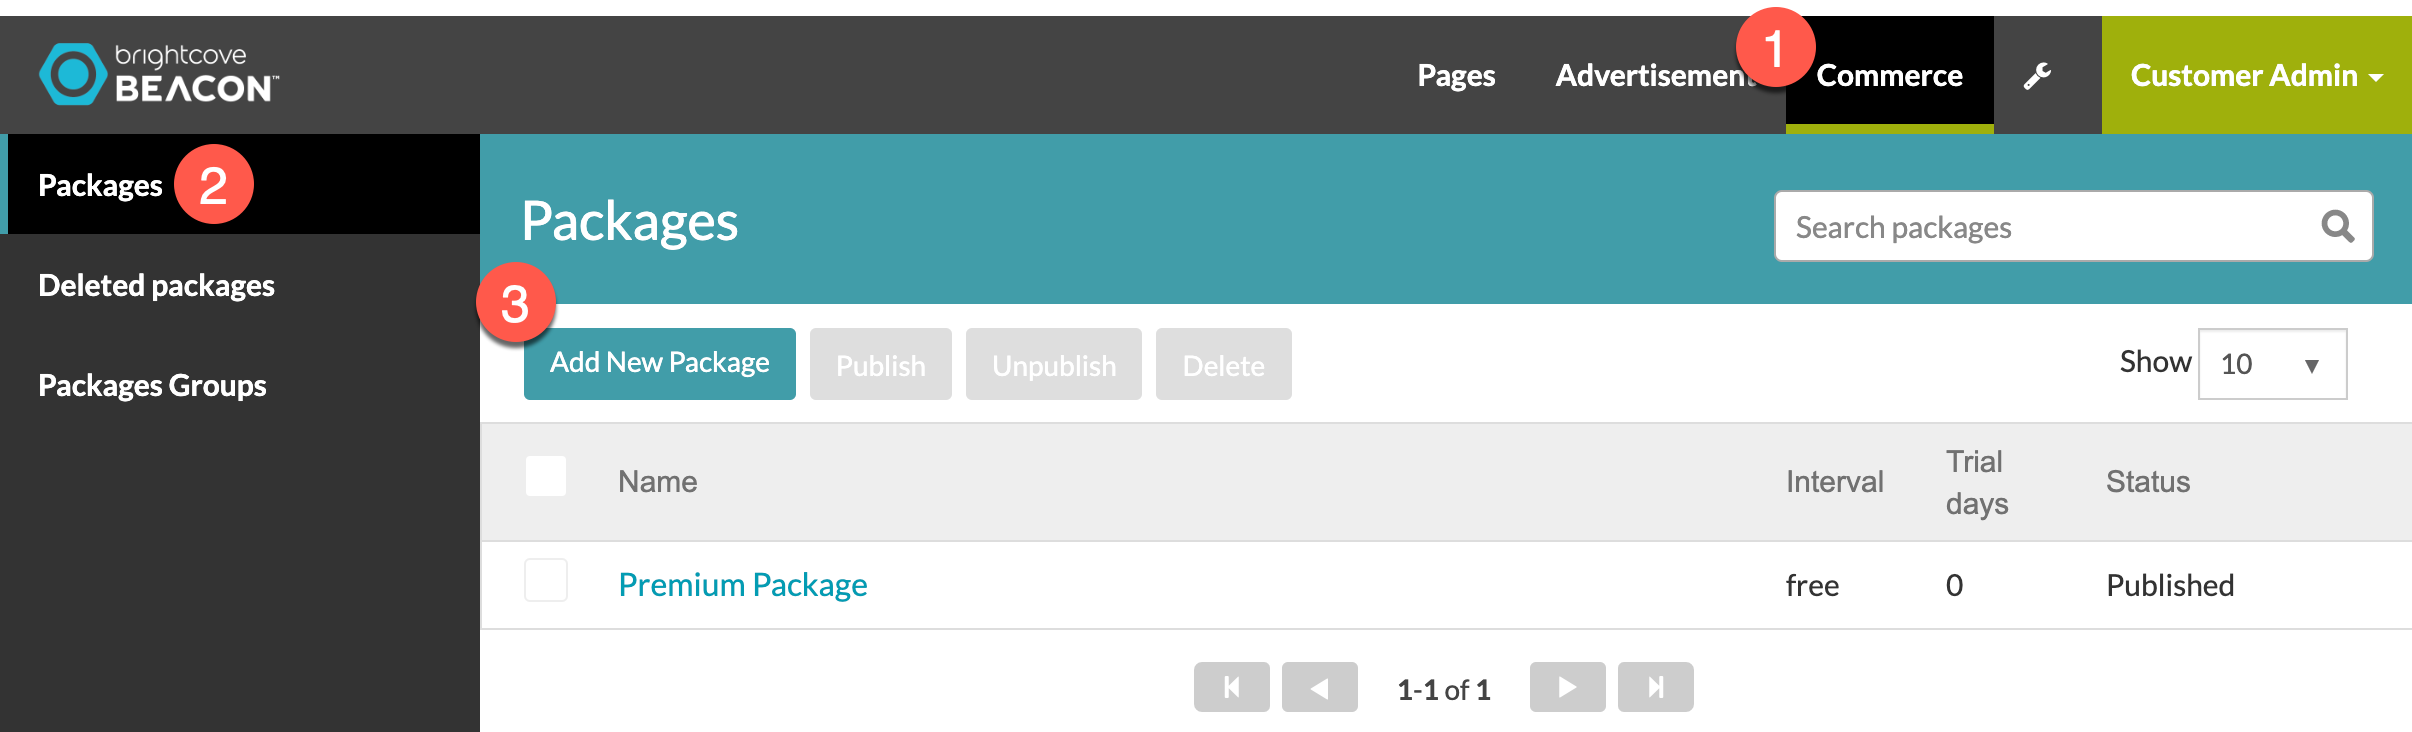 brightcove
BEACON™
Pages
Advertisement
1
Commerce
Customer Admin
Packages
2
Deleted packages
Packages Groups
Packages
Search packages
3
Add New Package
Publish
Unpublish
Delete
Show
10
Name
Interval
Trial
days
Status
Premium Package
free
0
Published
1-1 of 1